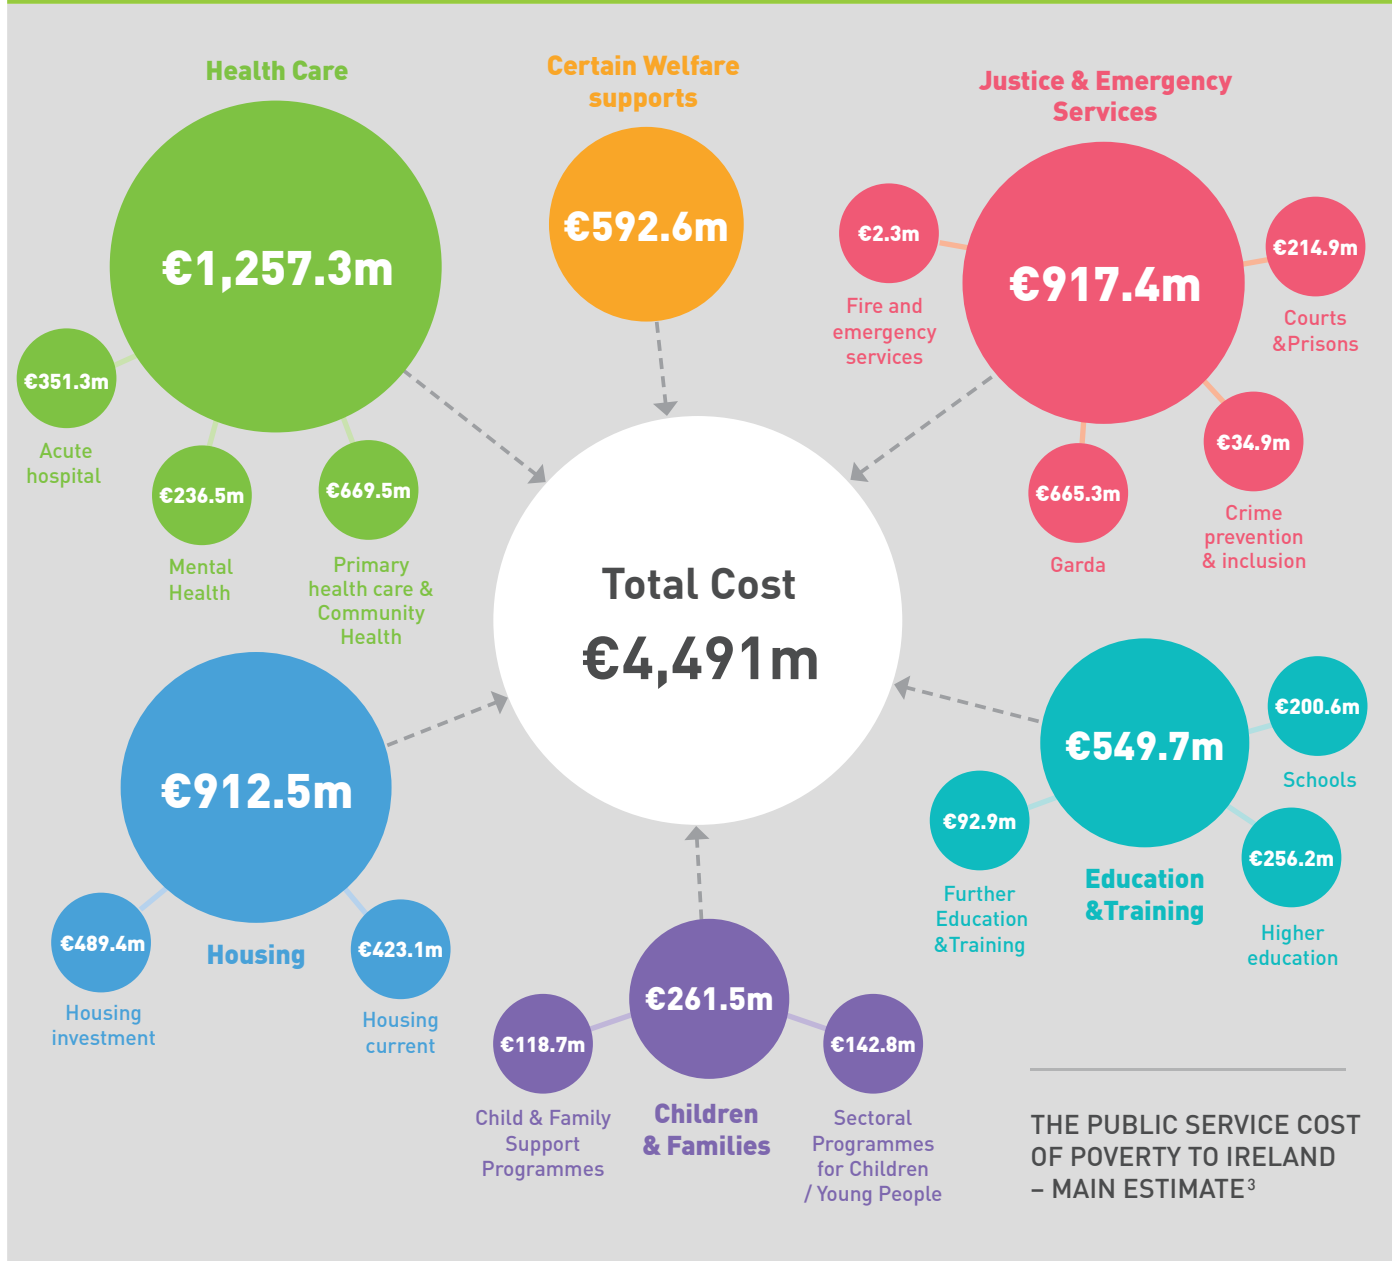 Health Care
€1,257.3m
€351.3m
Acute
hospital
€236.5m
Mental
Health
€669.5m
Primary
health care &
Community
Health
Certain Welfare
supports
€592.6m
Justice & Emergency
Services
€917.4m
€2.3m
Fire and
emergency
services
€214.9m
Courts
&Prisons
€34.9m
Crime
prevention
& inclusion
€665.3m
Garda
Total Cost
€4,491m
€912.5m
Housing
€489.4m
Housing
investment
€423.1m
Housing
current
€261.5m
Children
& Families
€118.7m
Child & Family
Support
Programmes
€142.8m
Sectoral
Programmes
for Children
/ Young People
€549.7m
Education
&Training
€200.6m
Schools
€92.9m
Further
Education
&Training
€256.2m
Higher
education
THE PUBLIC SERVICE COST
OF POVERTY TO IRELAND
– MAIN ESTIMATE³